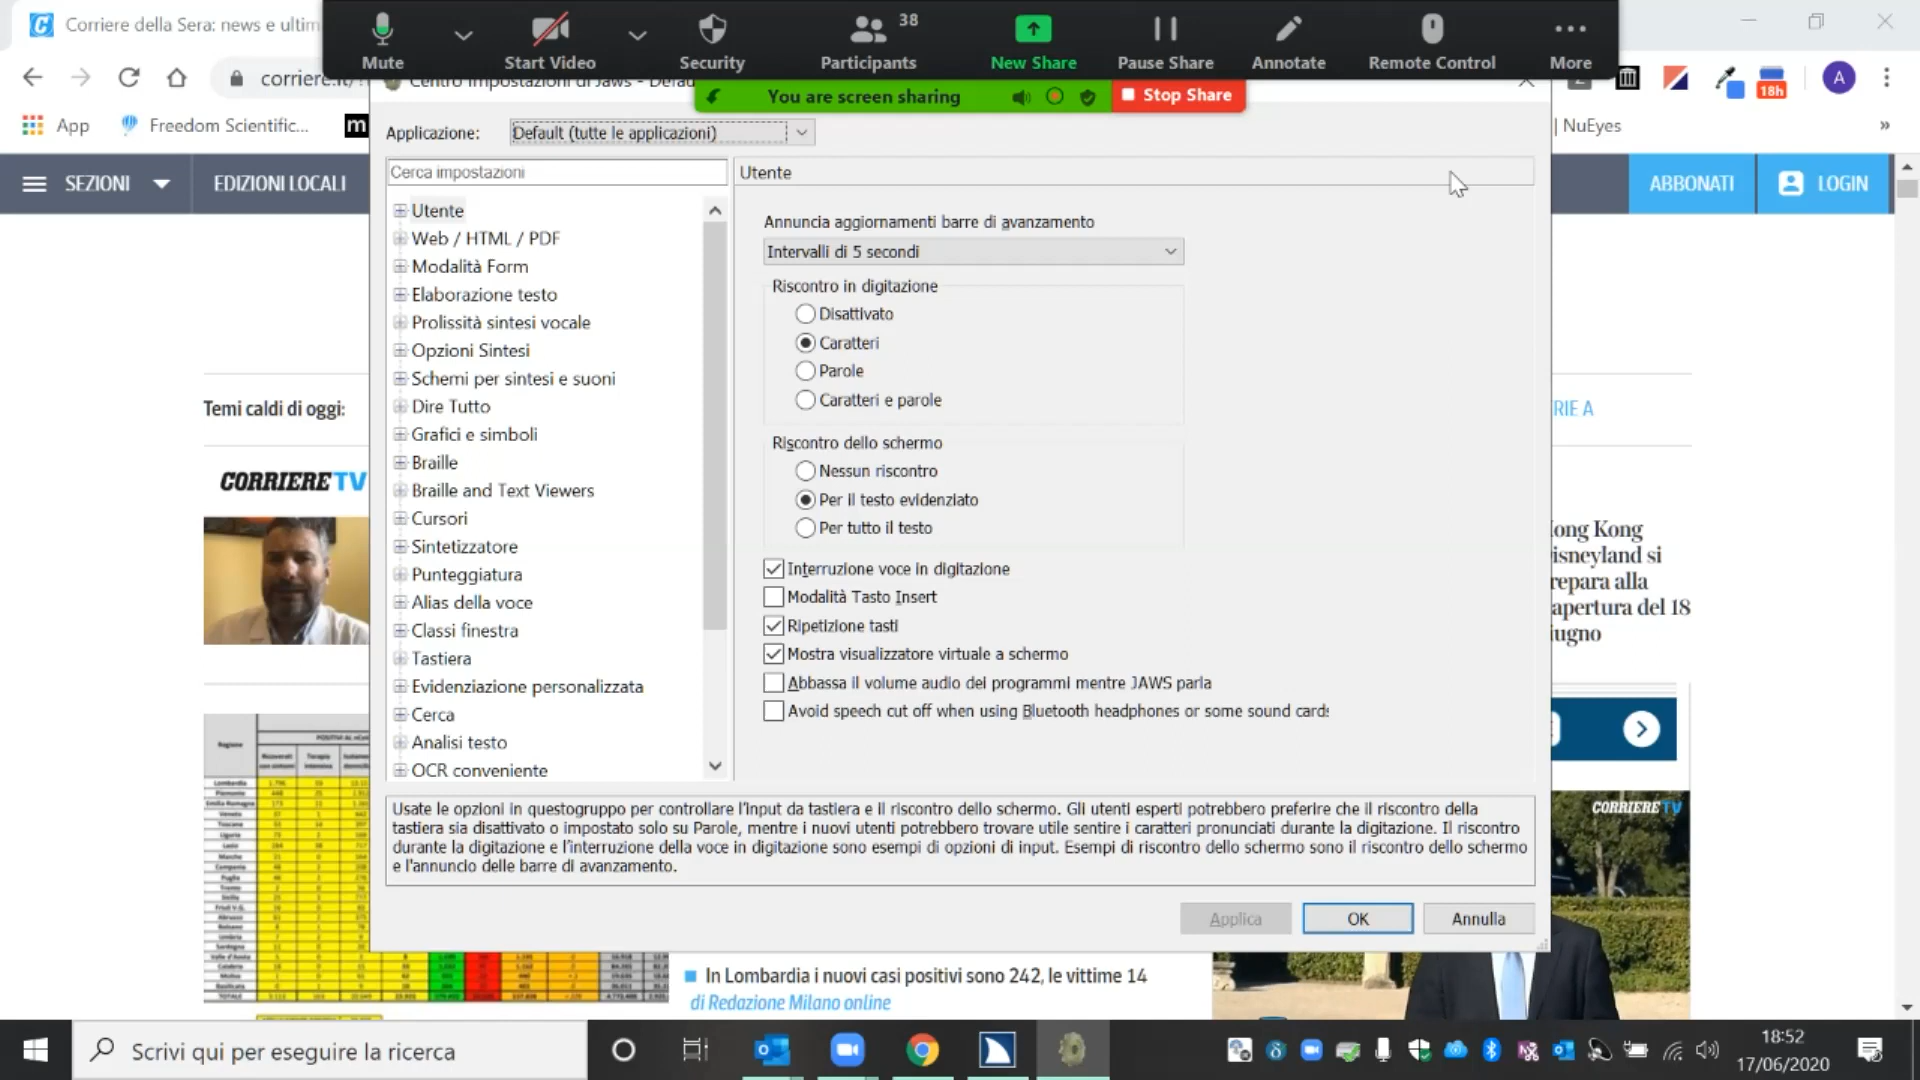 Corriere della Sera: news e ultim
Mute
Start Video
Security
Participants
38
New Share
Pause Share
Annotate
Remote Control
More
corriere.it/
Centro Impostazioni di Jaws - Defau
You are screen sharing
Stop Share
18h
A
App
Freedom Scientific...
m
| NuEyes
»
Applicazione:
Default (tutte le applicazioni)
SEZIONI
EDIZIONI LOCALI
ABBONATI
LOGIN
Cerca impostazioni
Utente
Web / HTML / PDF
Modalità Form
Elaborazione testo
Prolissità sintesi vocale
Opzioni Sintesi
Schemi per sintesi e suoni
Dire Tutto
Grafici e simboli
Braille
Braille and Text Viewers
Cursori
Sintetizzatore
Punteggiatura
Alias della voce
Classi finestra
Tastiera
Evidenziazione personalizzata
Cerca
Analisi testo
OCR conveniente
Utente
Annuncia aggiornamenti barre di avanzamento
Intervalli di 5 secondi
Riscontro in digitazione
Disattivato
Caratteri
Parole
Caratteri e parole
Riscontro dello schermo
Nessun riscontro
Per il testo evidenziato
Per tutto il testo
Interruzione voce in digitazione
Modalità Tasto Insert
Ripetizione tasti
Mostra visualizzatore virtuale a schermo
Abbassa il volume audio dei programmi mentre JAWS parla
Avoid speech cut off when using Bluetooth headphones or some sound cards
Usate le opzioni in questogruppo per controllare l'input da tastiera e il riscontro dello schermo. Gli utenti esperti potrebbero preferire che il riscontro della
tastiera sia disattivato o impostato solo su Parole, mentre i nuovi utenti potrebbero trovare utile sentire i caratteri pronunciati durante la digitazione. Il riscontro
durante la digitazione e l'interruzione della voce in digitazione sono esempi di opzioni di input. Esempi di riscontro dello schermo sono il riscontro dello schermo
e l'annuncio delle barre di avanzamento.
Applica
OK
Annulla
Temi caldi di oggi:
RIE A
CORRIERE TV
ong Kong
isneyland si
repara alla
apertura del 18
iugno
CORRIERE TV
In Lombardia i nuovi casi positivi sono 242, le vittime 14
di Redazione Milano online
Scrivi qui per eseguire la ricerca
18:52
17/06/2020